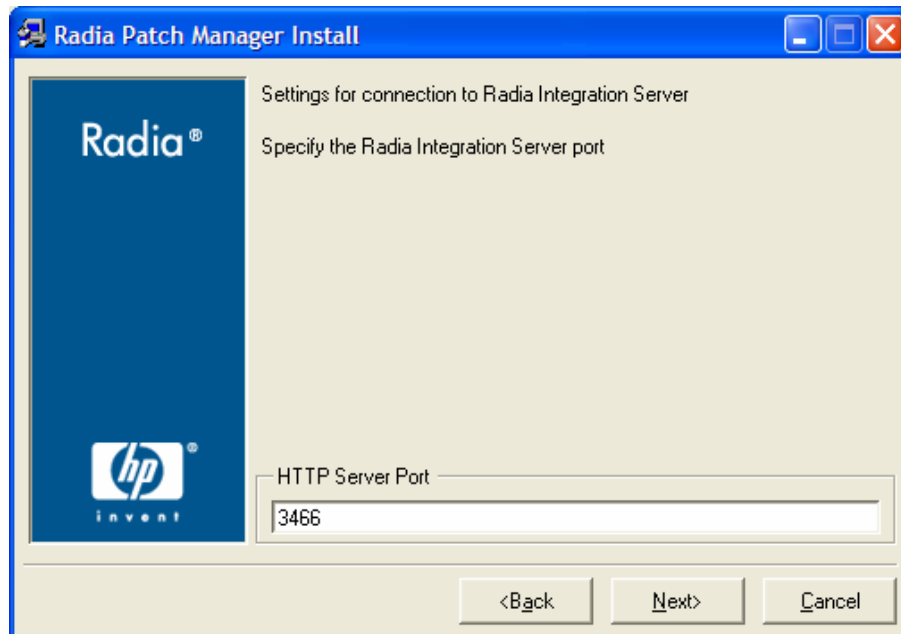 Radia Patch Manager Install
Settings for connection to Radia Integration Server
Radia®
Specify the Radia Integration Server port
hp®
invent
HTTP Server Port
3466
<Back
Next>
Cancel